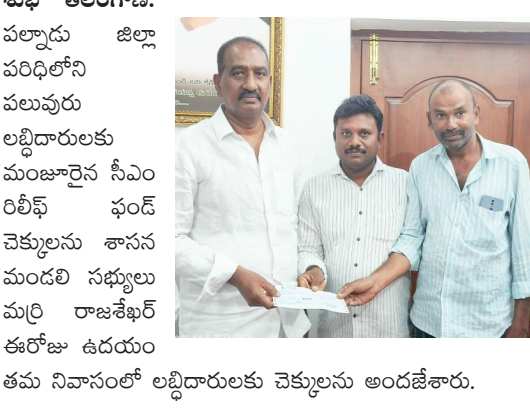 శుభ తెలంగాణ:
పల్నాడు జిల్లా
పరిధిలోని
పలువురు
లబ్ధిదారులకు
మంజూరైన సీఎం
రిలీఫ్ ఫండ్
చెక్కులను శాసన
మండలి సభ్యులు
మర్రి రాజశేఖర్
ఈరోజు ఉదయం
తమ నివాసంలో లబ్ధిదారులకు చెక్కులను అందజేశారు.